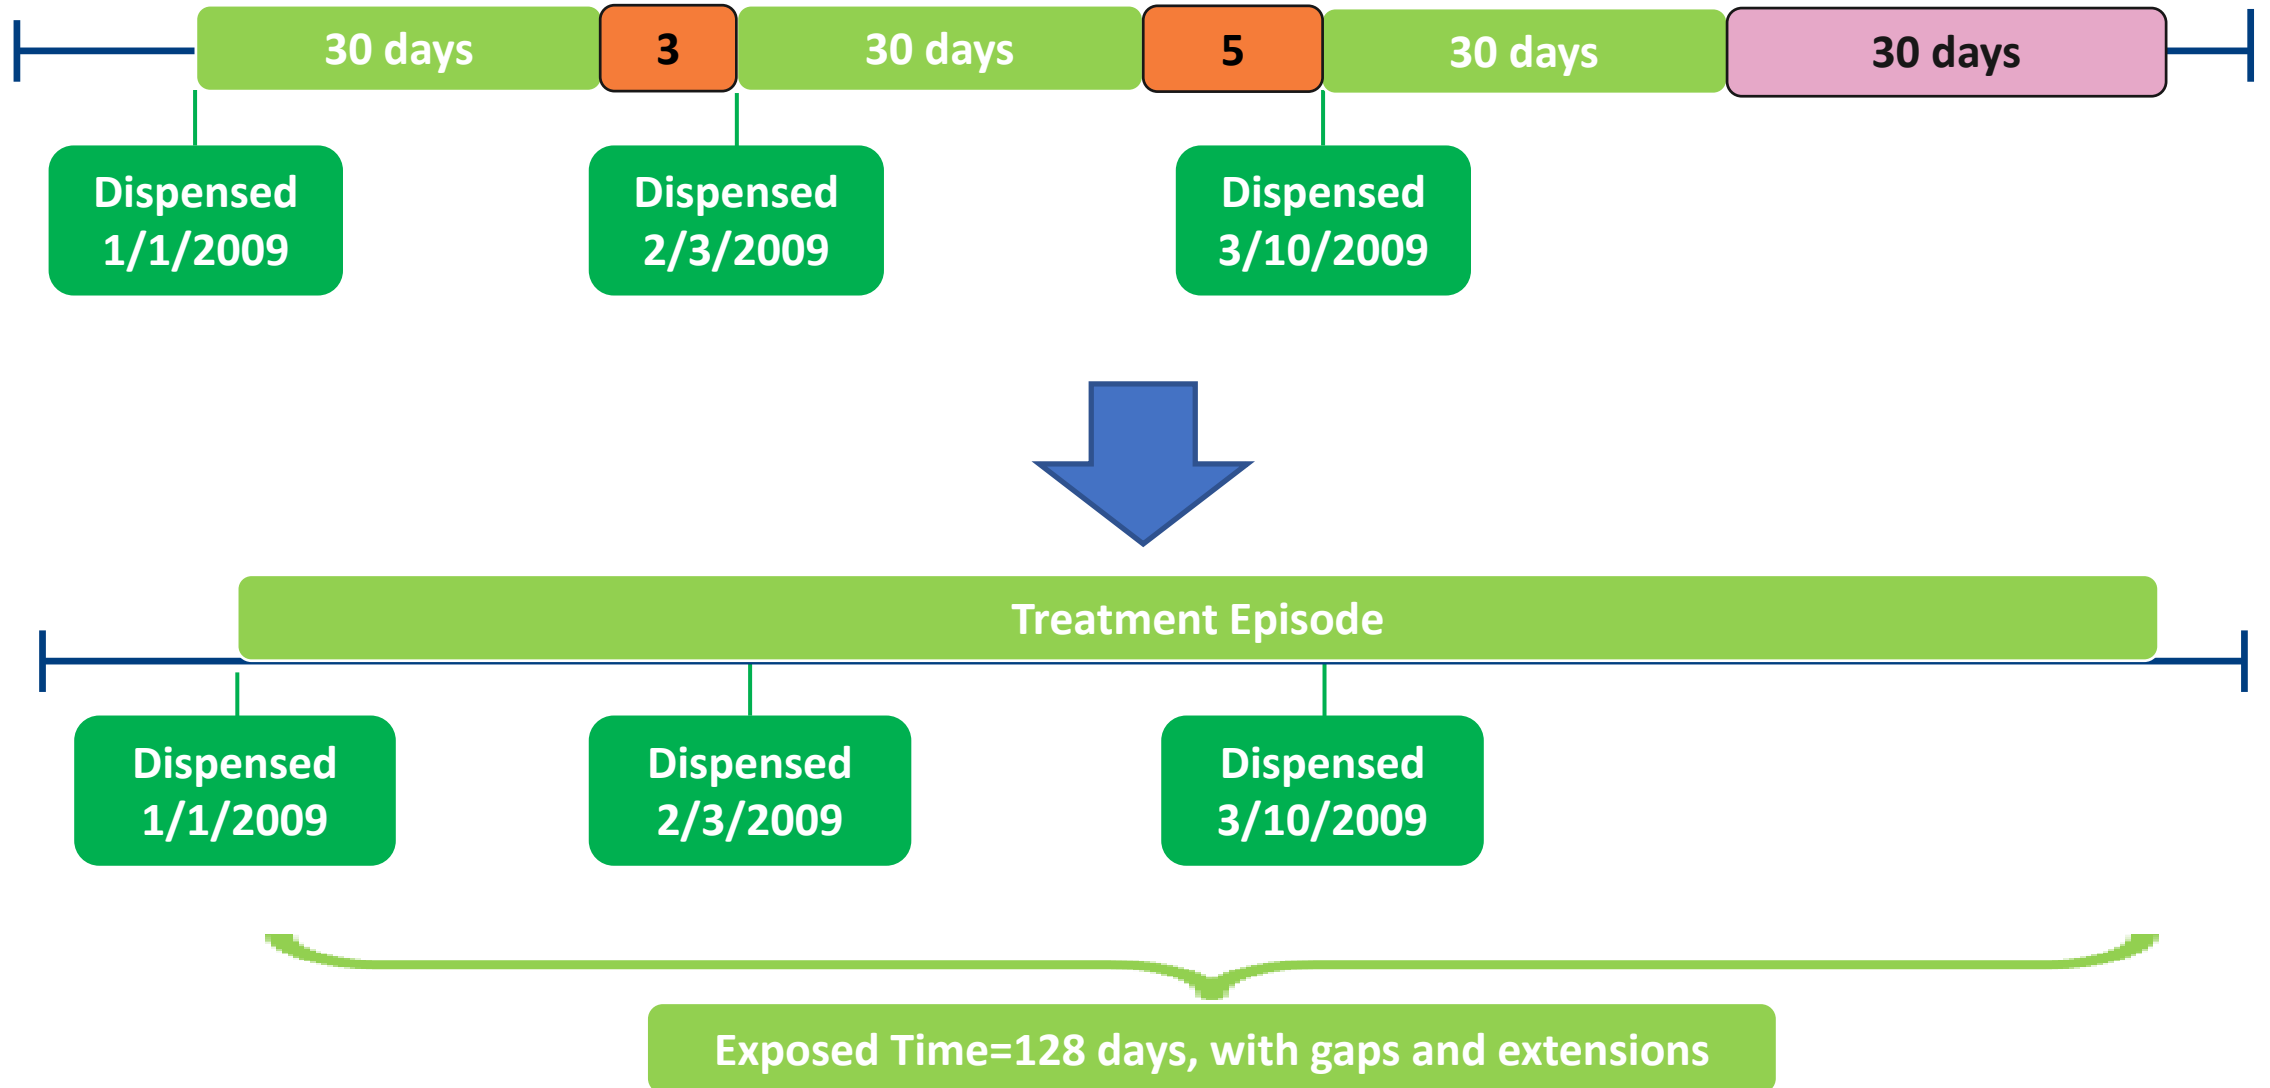 30 days
3
30 days
5
30 days
30 days
Dispensed
1/1/2009
Dispensed
2/3/2009
Dispensed
3/10/2009
Treatment Episode
Dispensed
1/1/2009
Dispensed
2/3/2009
Dispensed
3/10/2009
Exposed Time=128 days, with gaps and extensions